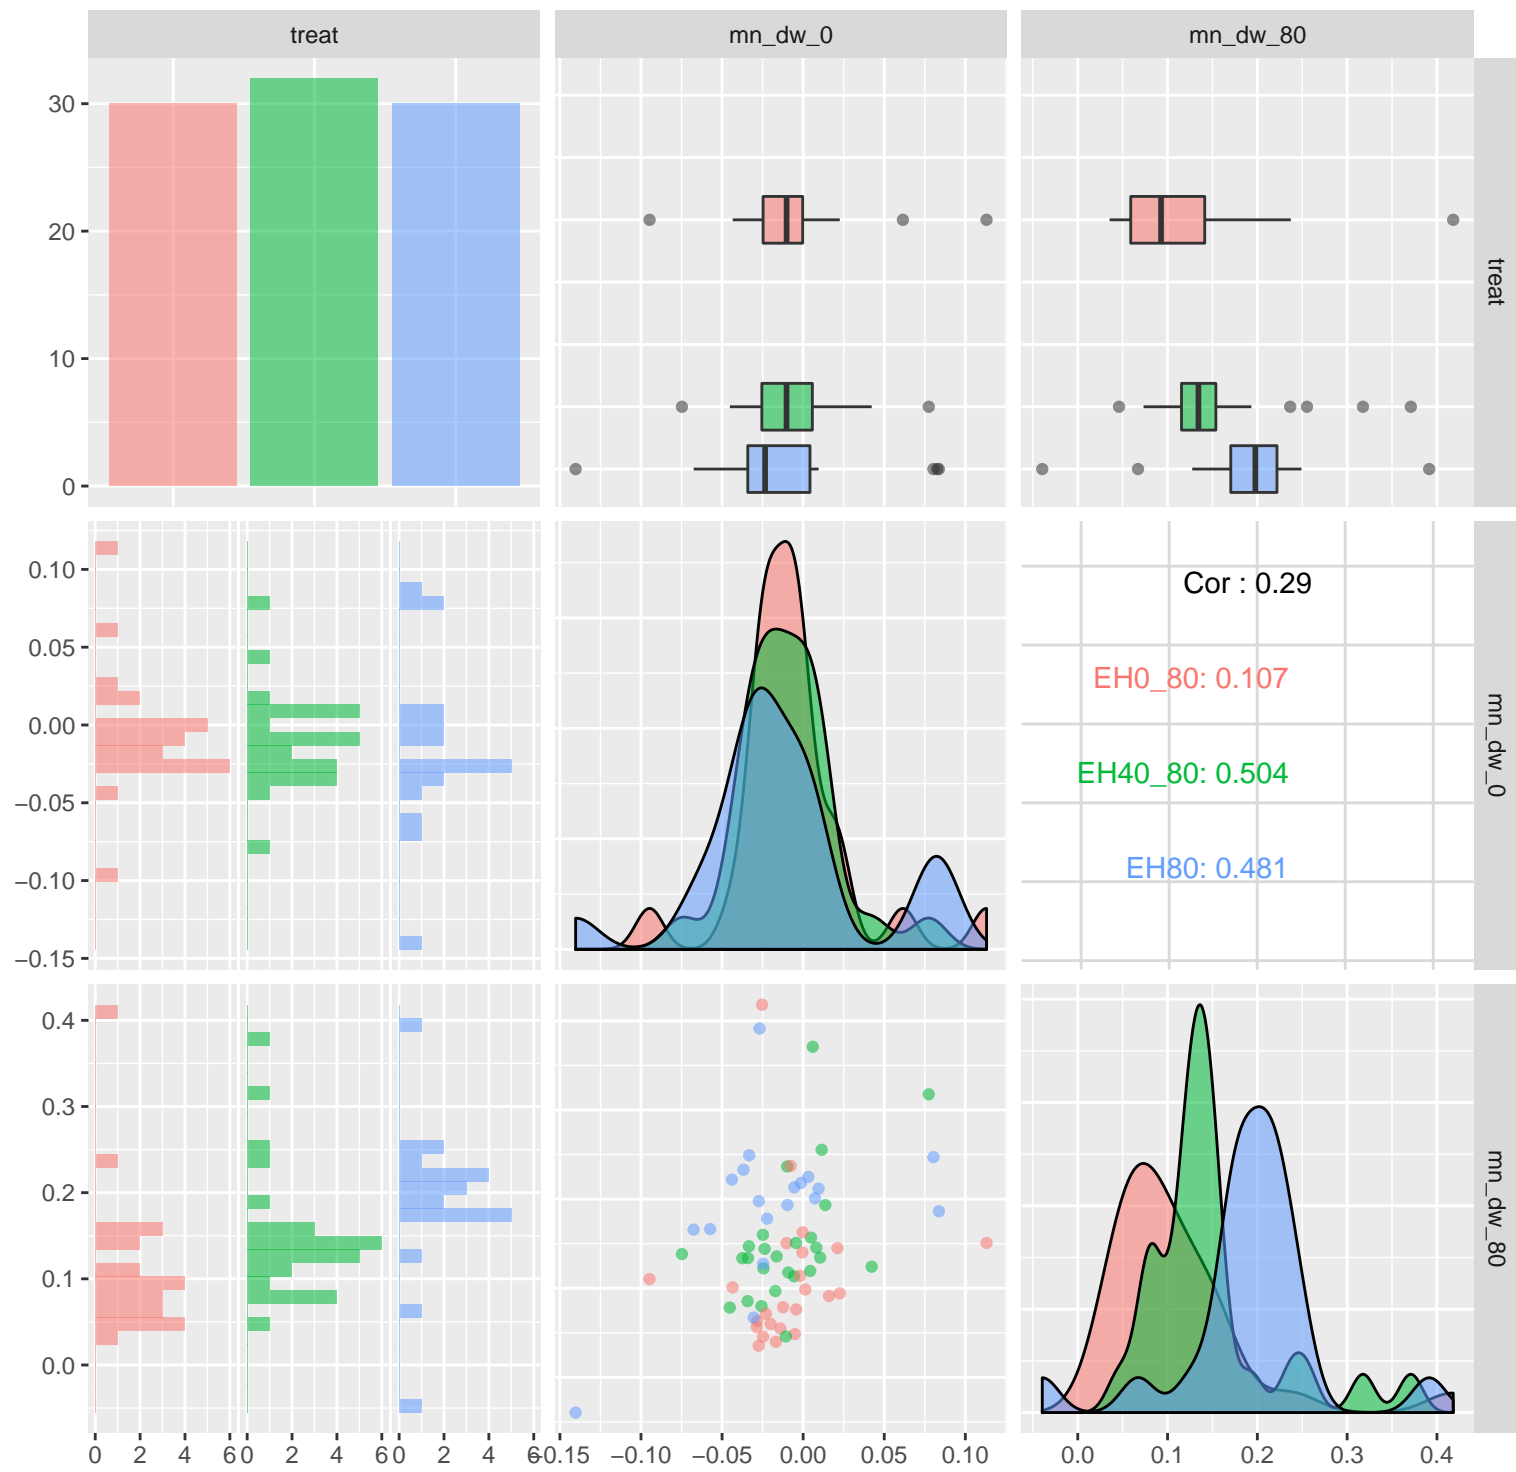 treat mn_dw_0 mn_dw_80
30
20
10
0
treat
0.10
0.05
0.00
−0.05
−0.10
−0.15
Cor : 0.29
EH0_80: 0.107
EH40_80: 0.504
EH80: 0.481
mn_dw_0
0.4
0.3
0.2
0.1
0.0
mn_dw_80
0 2 4 6 0 2 4 6 0 2 4 6 −0.15 −0.10 −0.05 0.00 0.05 0.10 0.0 0.1 0.2 0.3 0.4